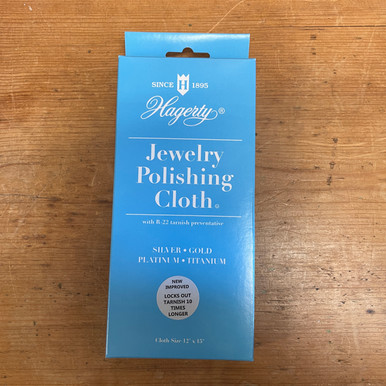 SINCE H 1895
Hagerty®
Jewelry
Polishing
Cloth©
with R-22 tarnish preventative
SILVER • GOLD
PLATINUM • TITANIUM
NEW
IMPROVED
LOCKS OUT
TARNISH 10
TIMES
LONGER
Cloth Size 12" x 15"